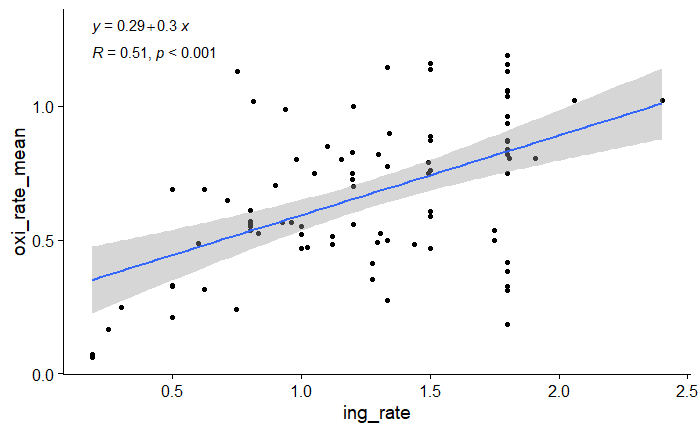 y = 0.29+0.3 x
R = 0.51, p < 0.001
1.0
0.5
0.0
oxi_rate_mean
0.5 1.0 1.5 2.0 2.5
ing_rate